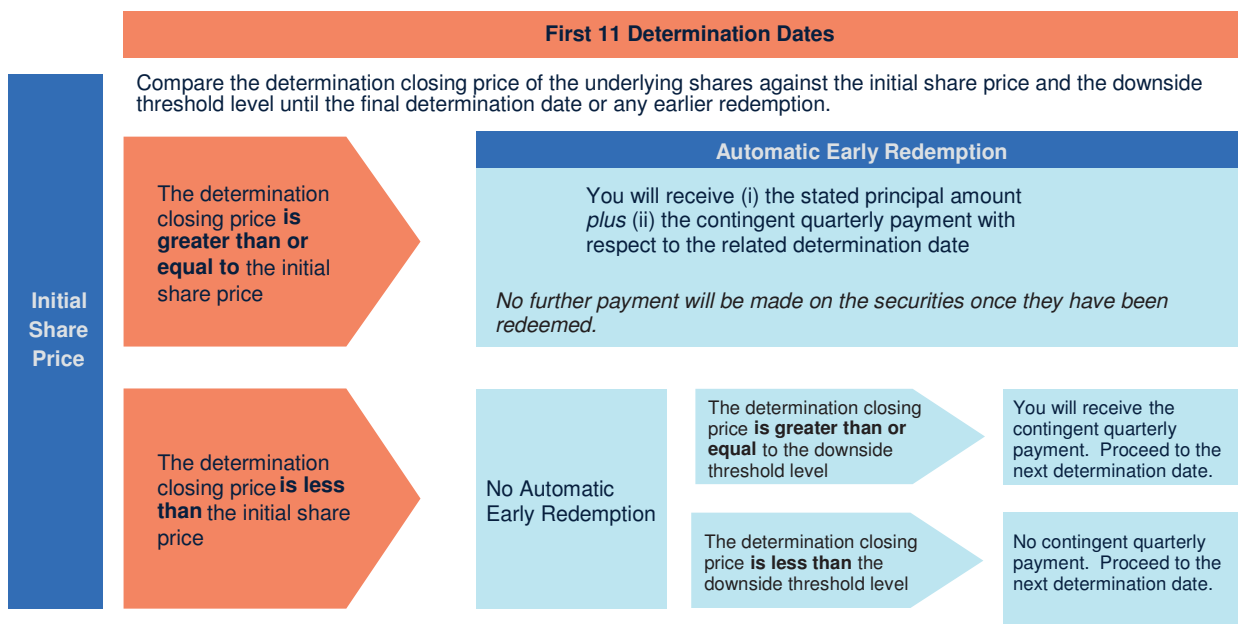 First 11 Determination Dates
Compare the determination closing price of the underlying shares against the initial share price and the downside
threshold level until the final determination date or any earlier redemption.
Initial
Share
Price
The determination
closing price is
greater than or
equal to the initial
share price
Automatic Early Redemption
You will receive (i) the stated principal amount
plus (ii) the contingent quarterly payment with
respect to the related determination date
No further payment will be made on the securities once they have been
redeemed.
The determination
closing price is less
than the initial share
price
No Automatic
Early Redemption
The determination closing
price is greater than or
equal to the downside
threshold level
You will receive the
contingent quarterly
payment. Proceed to the
next determination date.
The determination closing
price is less than the
downside threshold level
No contingent quarterly
payment. Proceed to the
next determination date.